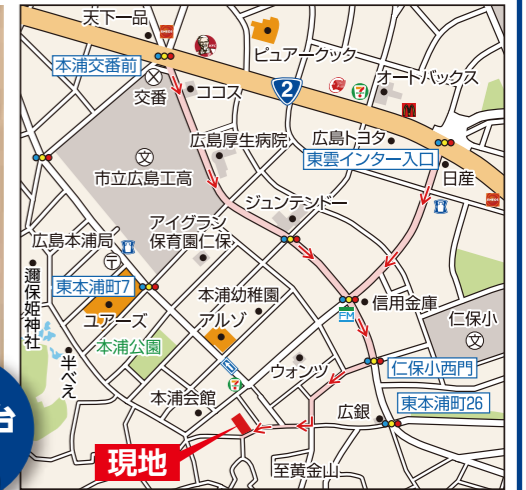 天下一品
KFC
ピュアークック
本浦交番前
交番
ココス
2
7
オートバックス
M
広島厚生病院
広島トヨタ
東雲インター入口
日産
文
市立広島工高
ジュンテンドー
アイグラン
保育園仁保
広島本浦局
〒
東本浦町7
ユアーズ
本浦幼稚園
アルゾ
信用金庫
FM
仁保小
文
邇保姫神社
半べえ
本浦公園
7
ウォンツ
仁保小西門
本浦会館
広銀
東本浦町26
台
現地
至黄金山